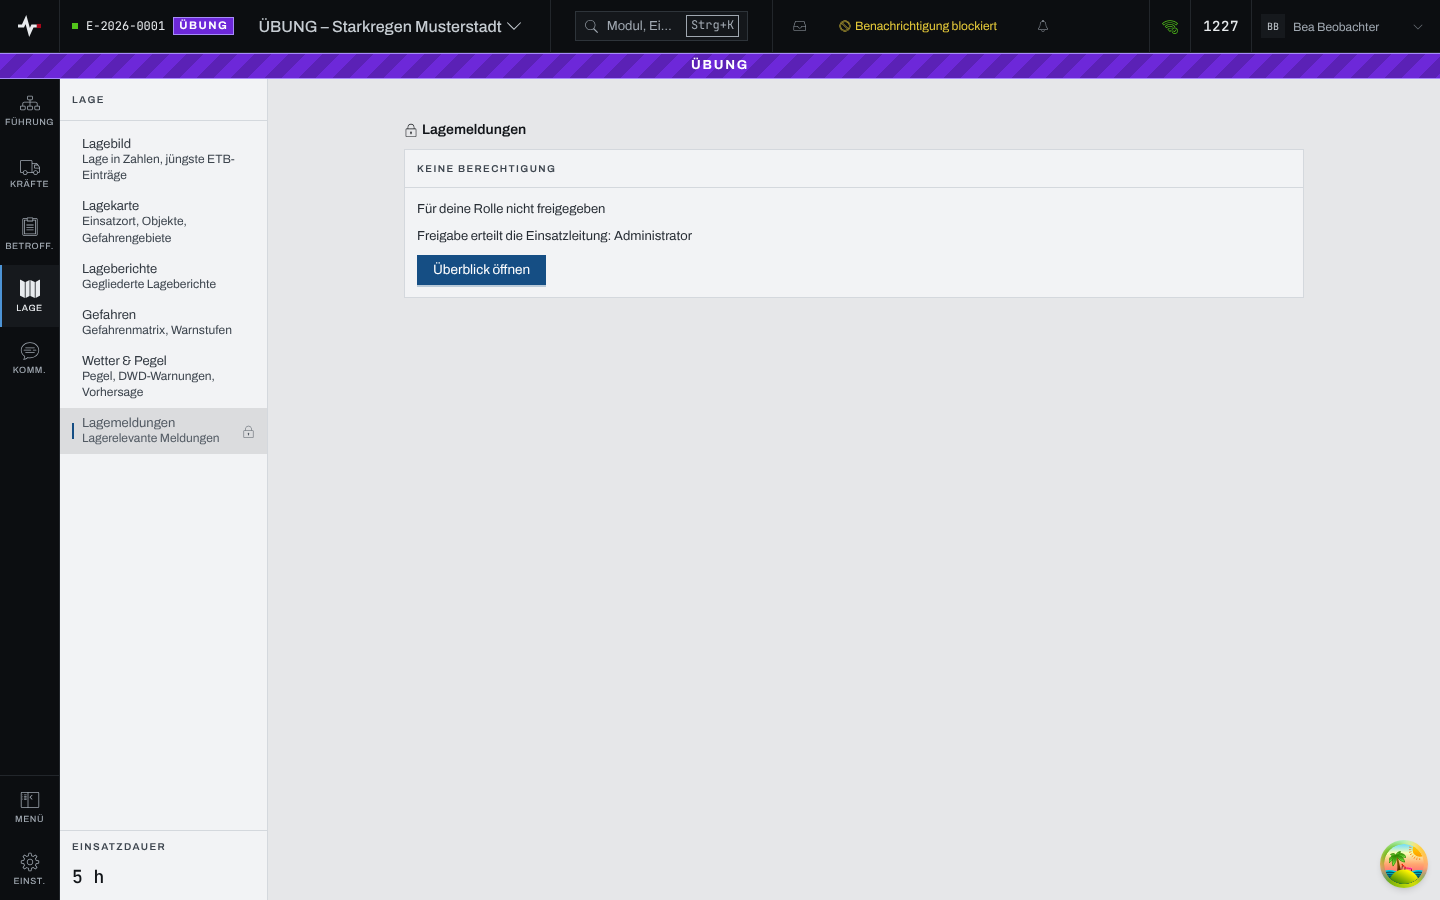 E-2026-0001 ÜBUNG ÜBUNG – Starkregen Musterstadt Modul, Ei... Strg+K Benachrichtigung blockiert 1227 BB Bea Beobachter
ÜBUNG
FÜHRUNG
KRÄFTE
BETROFF.
LAGE
KOMM.
MENÜ
EINST.
LAGE
Lagebild
Lage in Zahlen, jüngste ETB-
Einträge
Lagekarte
Einsatzort, Objekte,
Gefahrengebiete
Lageberichte
Gegliederte Lageberichte
Gefahren
Gefahrenmatrix, Warnstufen
Wetter & Pegel
Pegel, DWD-Warnungen,
Vorhersage
Lagemeldungen
Lagerelevante Meldungen
EINSATZDAUER
5 h
Lagemeldungen
KEINE BERECHTIGUNG
Für deine Rolle nicht freigegeben
Freigabe erteilt die Einsatzleitung: Administrator
Überblick öffnen